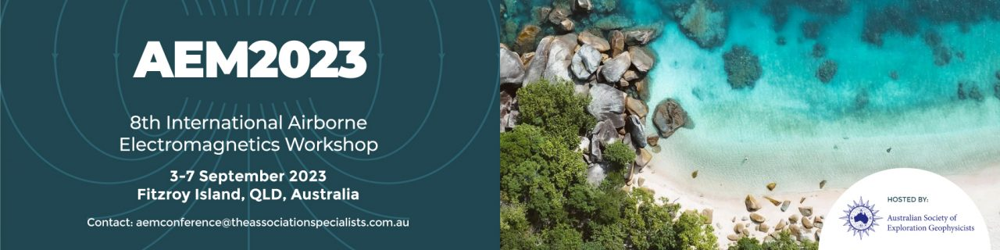 AEM2023
8th International Airborne
Electromagnetics Workshop
3-7 September 2023
Fitzroy Island, QLD, Australia
Contact: aemconference@theassociationspecialists.com.au
HOSTED BY:
Australian Society of
Exploration Geophysicists